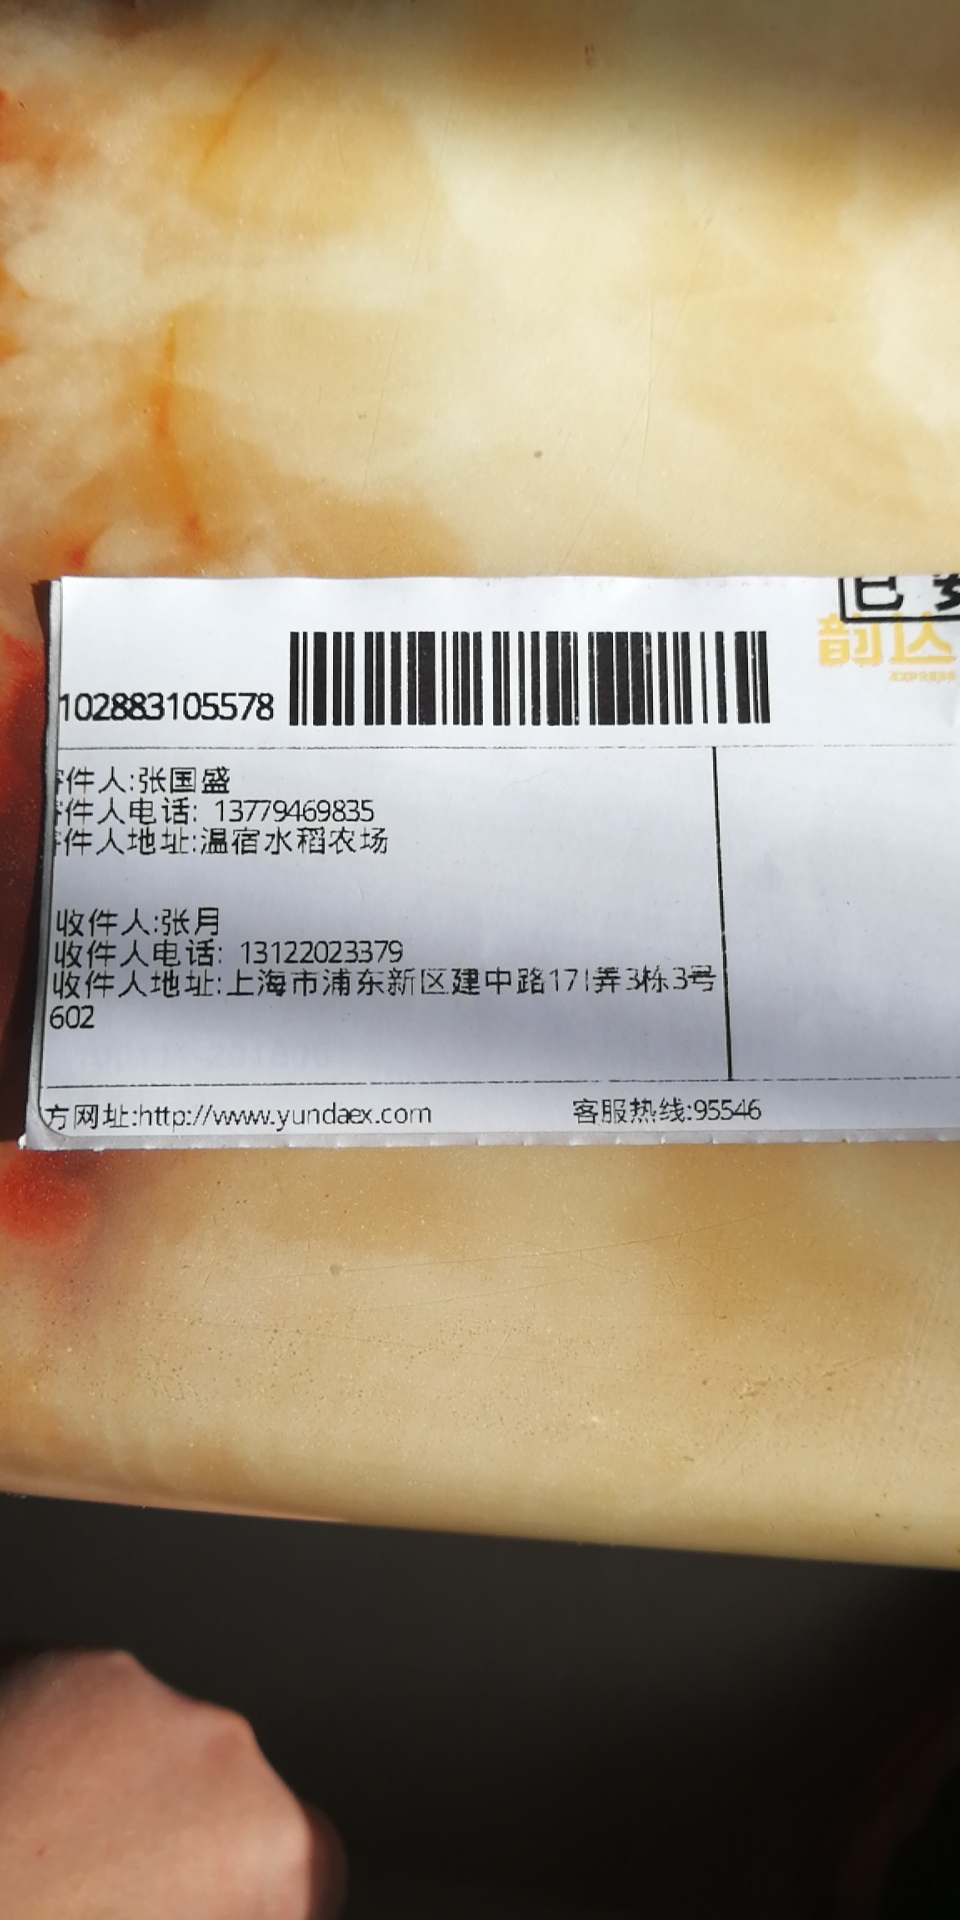 已
韵达
EXPRESS
102883105578
件人:张国盛
件人电话: 13779469835
件人地址:温宿水稻农场
收件人:张月
收件人电话: 13122023379
收件人地址:上海市浦东新区建中路171弄3栋3号
602
方网址:http://www.yundaex.com
客服热线:95546